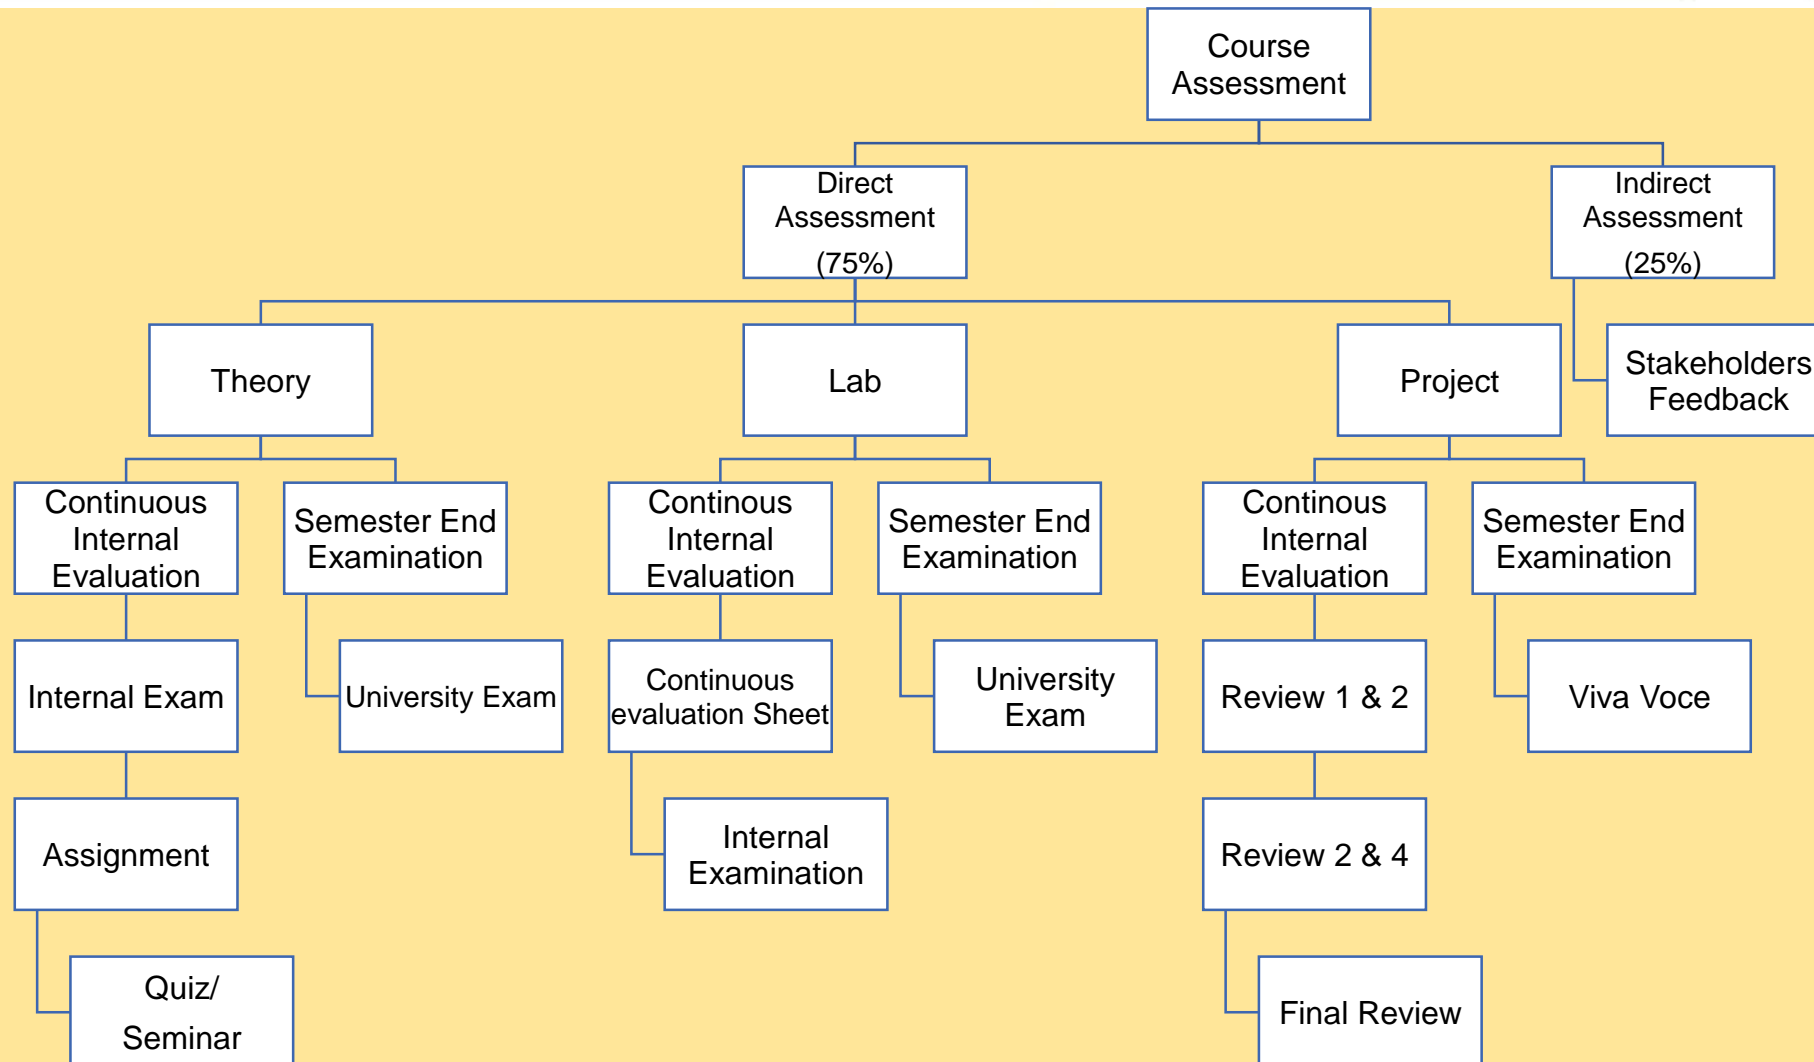 Course
Assessment
Direct
Assessment
(75%)
Indirect
Assessment
(25%)
Theory
Lab
Project
Stakeholders
Feedback
Continuous
Internal
Evaluation
Semester End
Examination
Continous
Internal
Evaluation
Semester End
Examination
Continous
Internal
Evaluation
Semester End
Examination
Internal Exam
University Exam
Continuous
evaluation Sheet
University
Exam
Review 1 & 2
Viva Voce
Assignment
Internal
Examination
Review 2 & 4
Quiz/
Seminar
Final Review